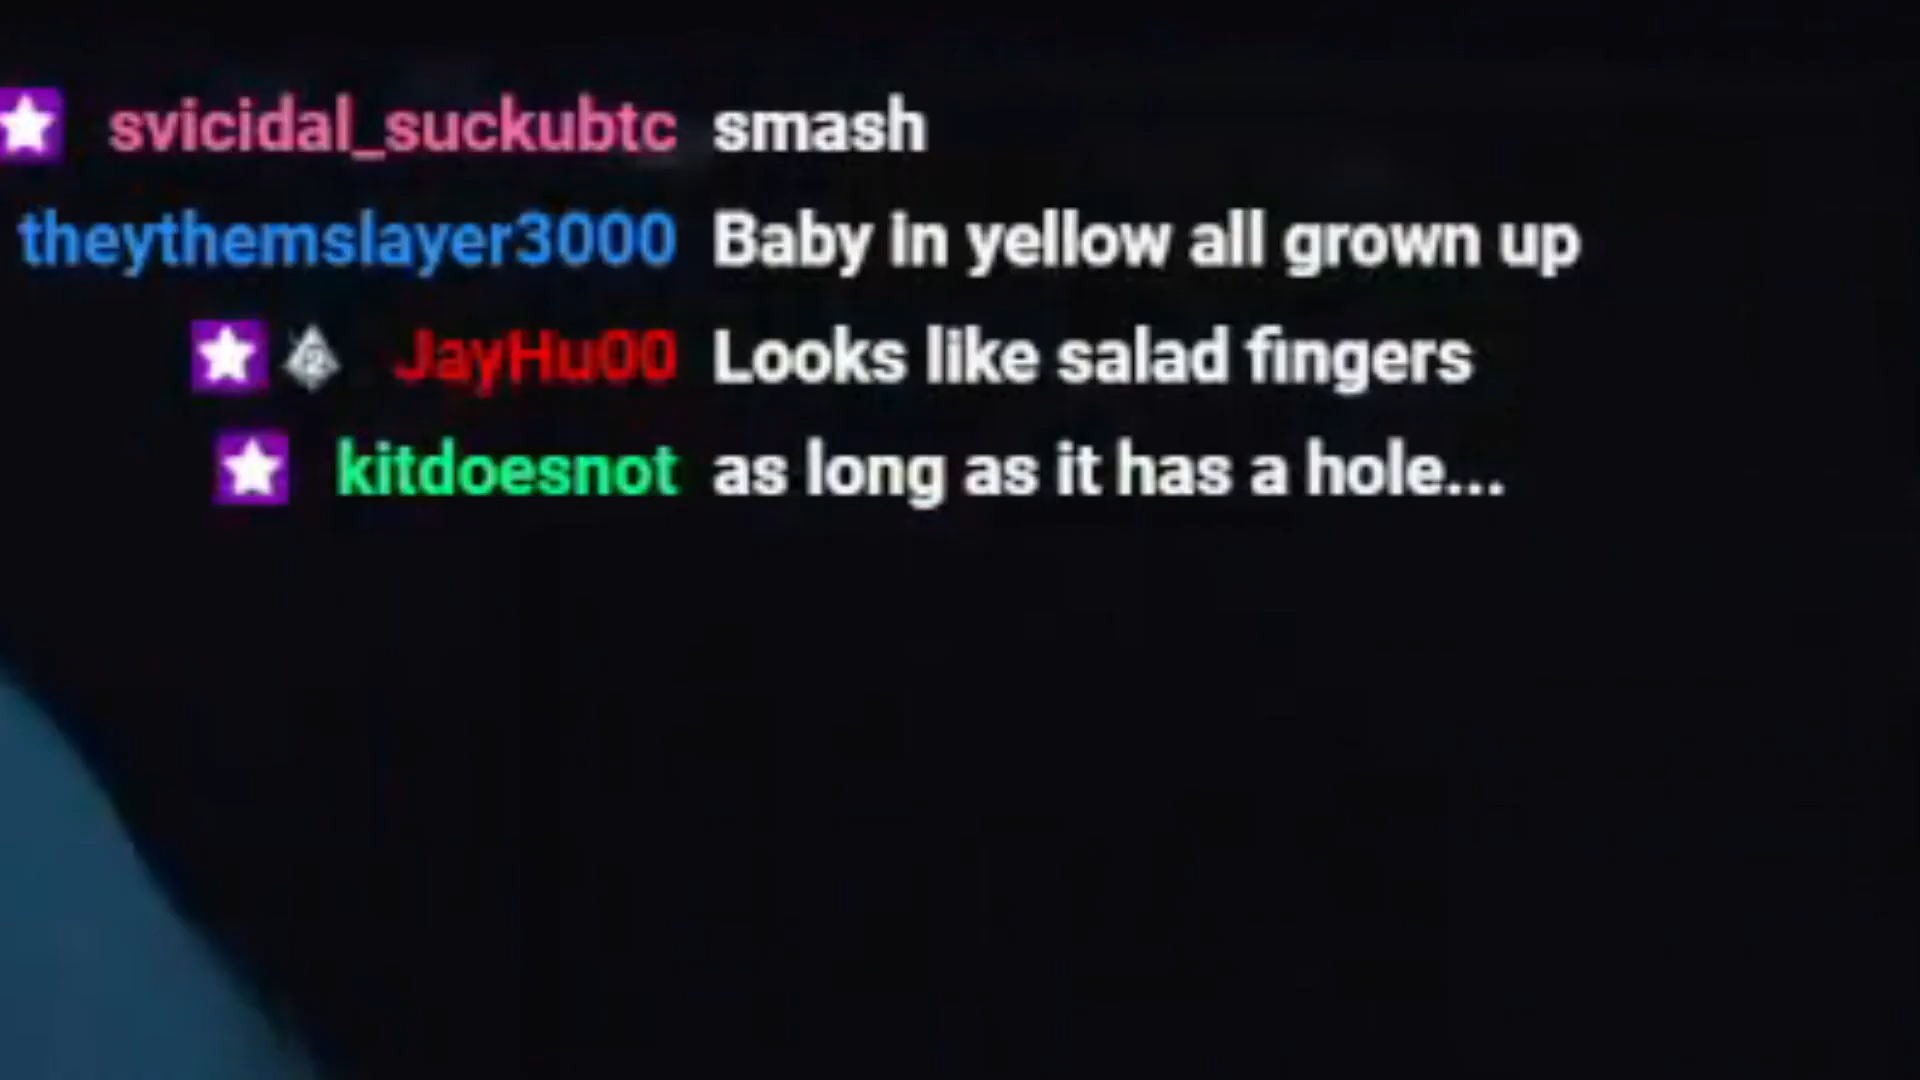 svicidal_suckubtc smash
theythemslayer3000 Baby in yellow all grown up
JayHu00 Looks like salad fingers
kitdoesnot as long as it has a hole...